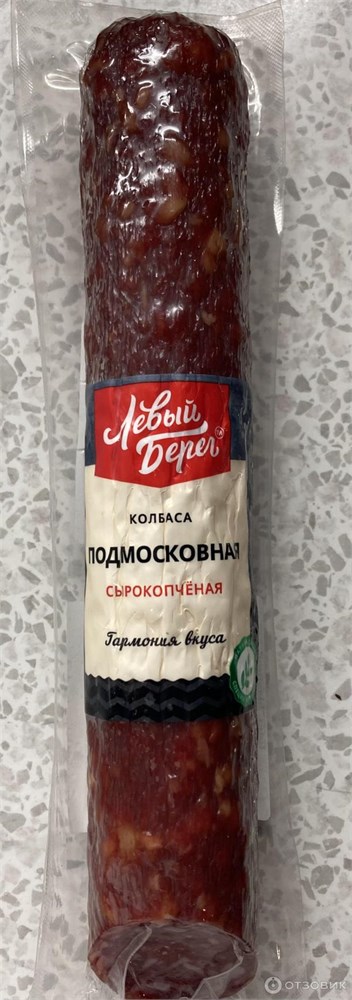 Левый
Берег
КОЛБАСА
ПОДМОСКОВНАЯ
СЫРОКОПЧЁНАЯ
Гармония вкуса
ОТЗОВИК